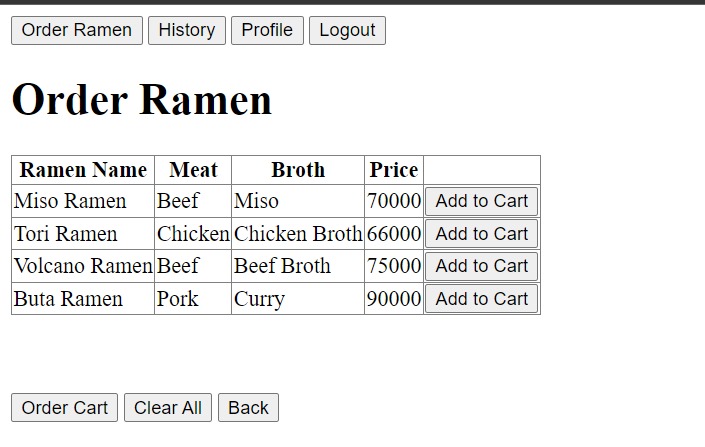 Order Ramen History Profile Logout
Order Ramen
Ramen Name Meat Broth Price
Miso Ramen Beef Miso 70000 Add to Cart
Tori Ramen Chicken Chicken Broth 66000 Add to Cart
Volcano Ramen Beef Beef Broth 75000 Add to Cart
Buta Ramen Pork Curry 90000 Add to Cart
Order Cart Clear All Back